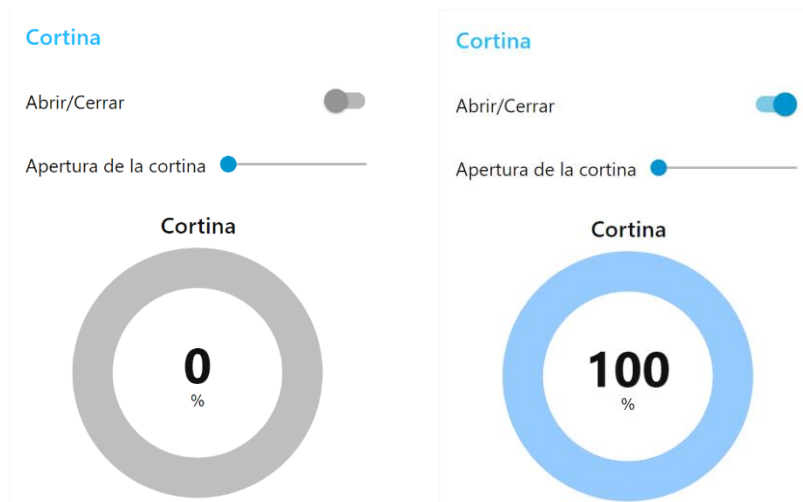 Cortina
Abrir/Cerrar
Apertura de la cortina
Cortina
0
%
Cortina
Abrir/Cerrar
Apertura de la cortina
Cortina
100
%